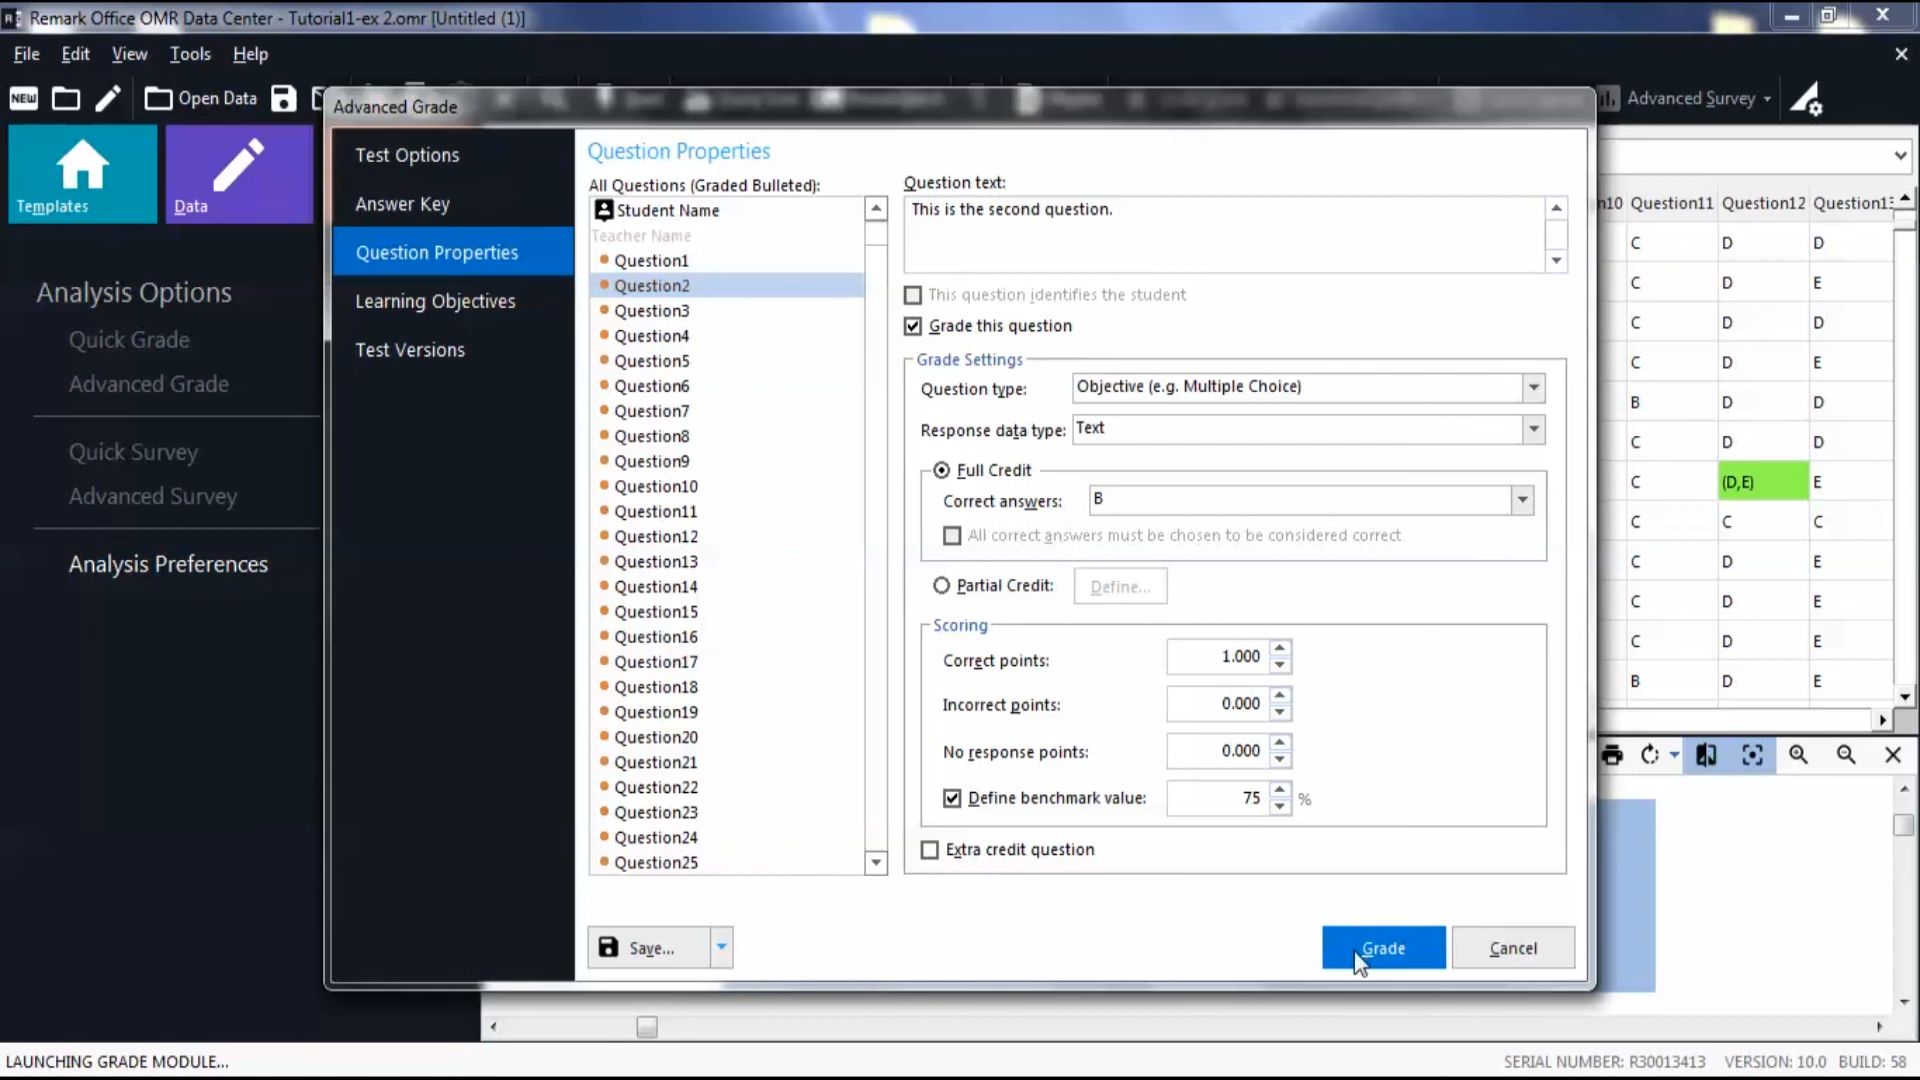 Remark Office OMR Data Center - Tutorial1-ex 2.omr [Untitled (1)]
File Edit View Tools Help
NEW Open Data Advanced Survey
Templates Data
Analysis Options
Quick Grade
Advanced Grade
Quick Survey
Advanced Survey
Analysis Preferences
Advanced Grade
Test Options
Answer Key
Question Properties
Learning Objectives
Test Versions
Question Properties
All Questions (Graded Bulleted):
Student Name
Teacher Name
Question1
Question2
Question3
Question4
Question5
Question6
Question7
Question8
Question9
Question10
Question11
Question12
Question13
Question14
Question15
Question16
Question17
Question18
Question19
Question20
Question21
Question22
Question23
Question24
Question25
Question text:
This is the second question.
This question identifies the student
Grade this question
Grade Settings
Question type: Objective (e.g. Multiple Choice)
Response data type: Text
Full Credit
Correct answers: B
All correct answers must be chosen to be considered correct
Partial Credit: Define...
Scoring
Correct points: 1.000
Incorrect points: 0.000
No response points: 0.000
Define benchmark value: 75 %
Extra credit question
Save... Grade Cancel
n10 Question11 Question12 Question13
C D D
C D E
C D D
C D E
B D D
C D D
C (D,E) E
C C C
C D E
C D E
C D E
B D E
LAUNCHING GRADE MODULE... SERIAL NUMBER: R30013413 VERSION: 10.0 BUILD: 58